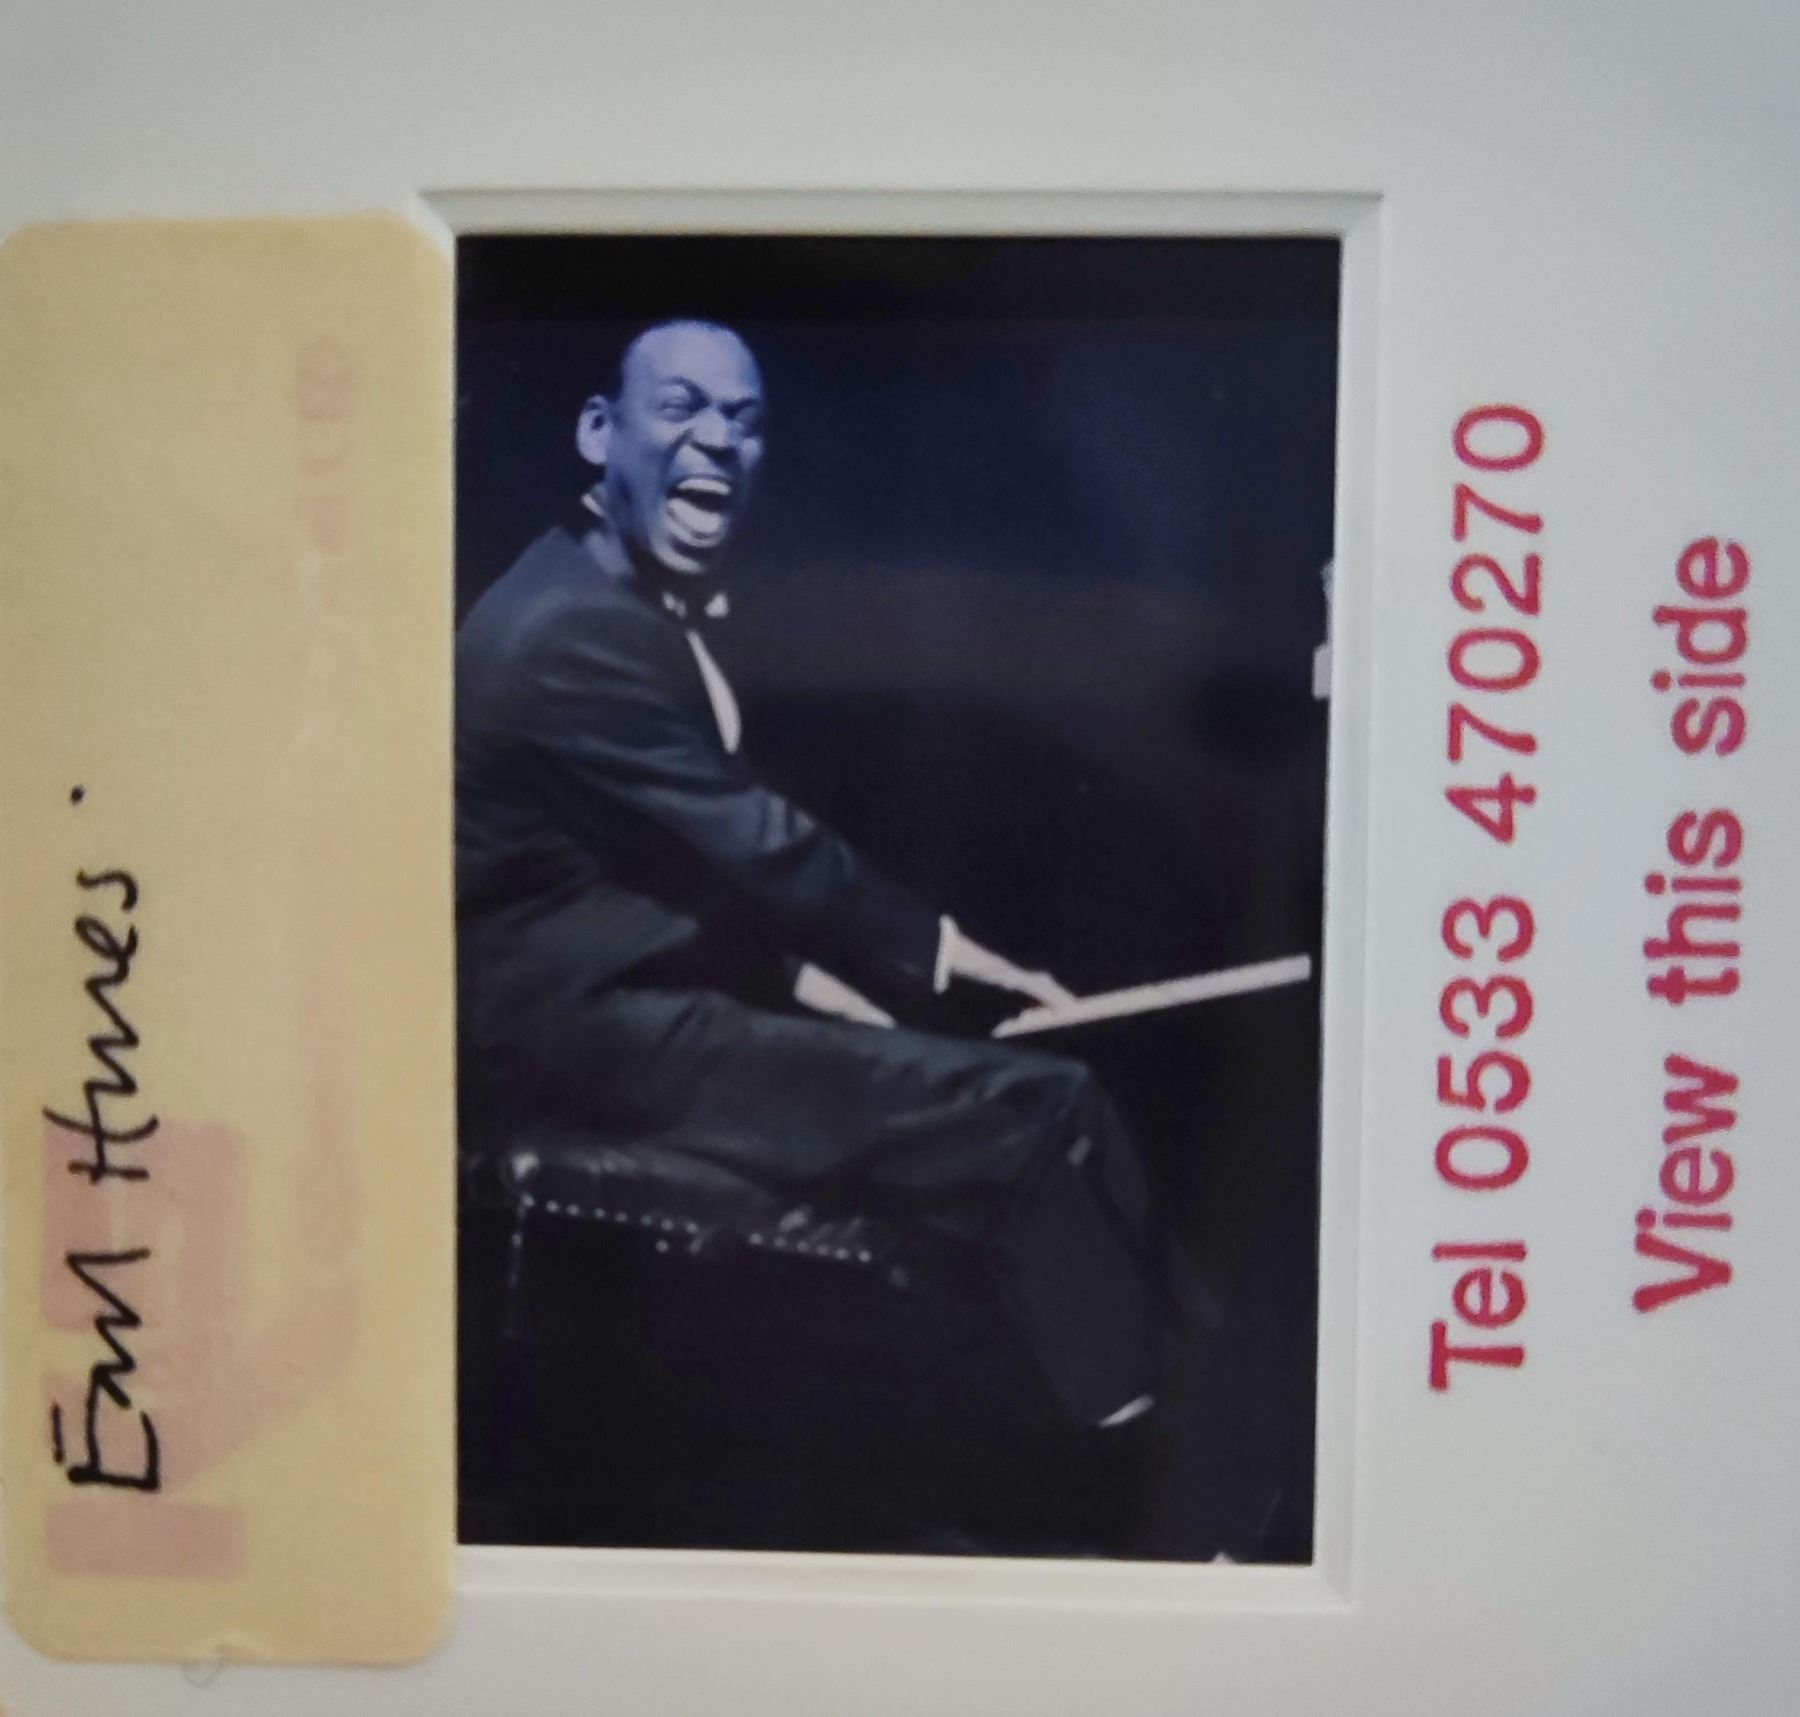 Earl Hines.
Tel 0533 470270
View this side